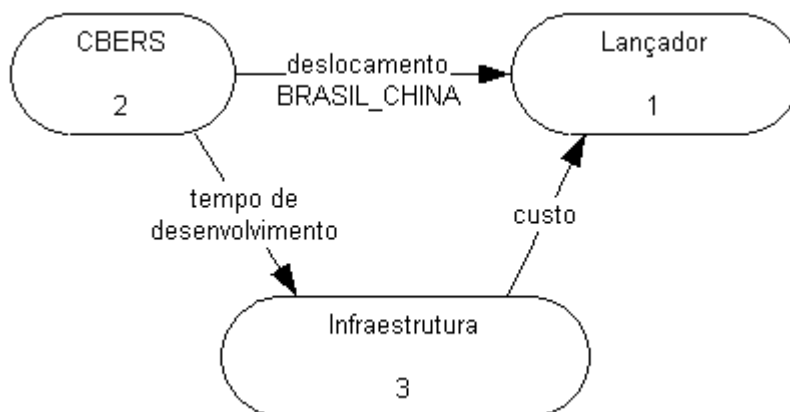 CBERS
2
deslocamento
BRASIL_CHINA
Lançador
1
tempo de
desenvolvimento
custo
Infraestrutura
3